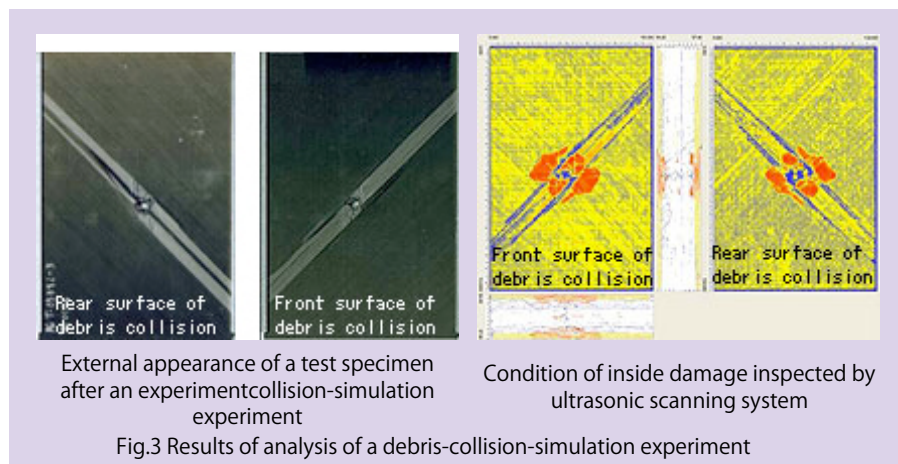 Rear surface of
debris collision
Front surface of
debris collision
Front surface of
debris collision
Rear surface of
debris collision
External appearance of a test specimen
after an experimentcollision-simulation
experiment
Condition of inside damage inspected by
ultrasonic scanning system
Fig.3 Results of analysis of a debris-collision-simulation experiment